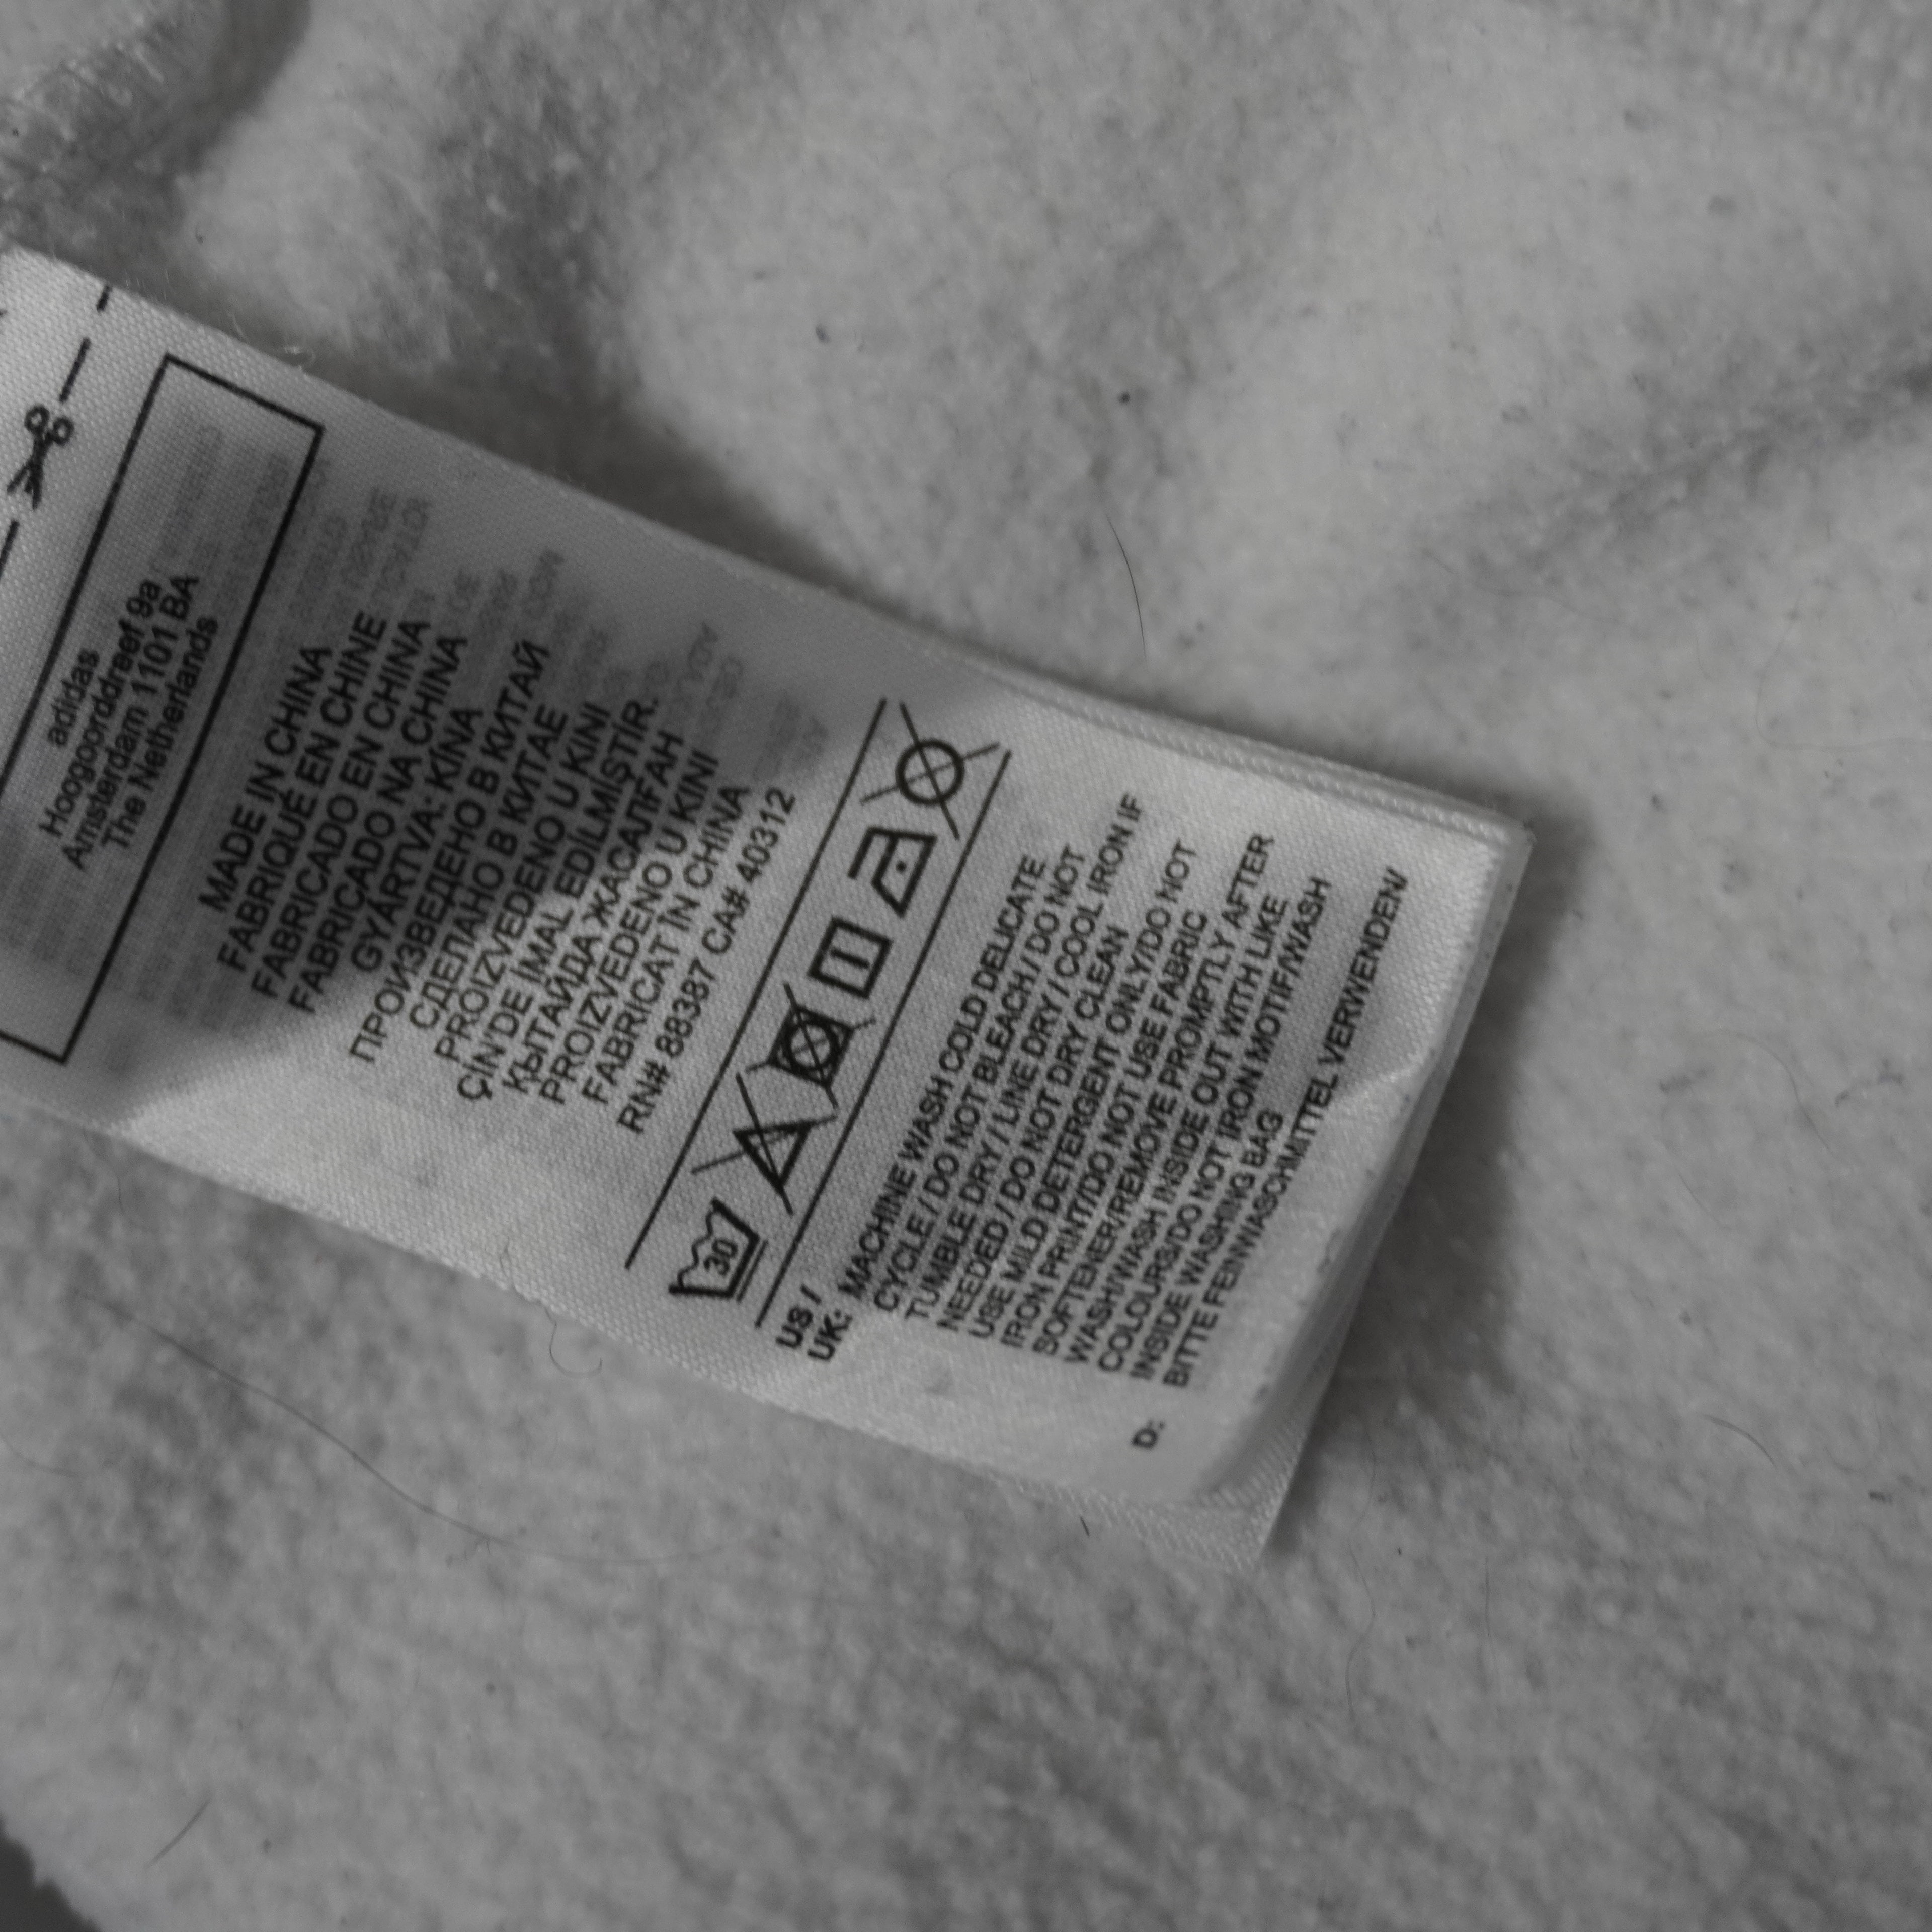 adidas
Hoogoorddreef 9a
Amsterdam 1101 BA
The Netherlands
MADE IN CHINA
FABRIQUÉ EN CHINE
FABRICADO EN CHINA
FABRICADO NA CHINA
GYÁRTVA: KÍNA
ПРОИЗВЕДЕНО В КИТАЙ
СДЕЛАНО В КИТАЕ
PROIZVEDENO U KINI
ÇİN'DE İMAL EDİLMİŞTİR.
ҚЫТАЙДА ЖАСАЛҒАН
PROIZVEDENO U KINI
FABRICAT ÎN CHINA
RN# 88387 CA# 40312
30
US /
UK: MACHINE WASH COLD DELICATE
CYCLE / DO NOT BLEACH / DO NOT
TUMBLE DRY / LINE DRY / COOL IRON IF
NEEDED / DO NOT DRY CLEAN
USE MILD DETERGENT ONLY/DO NOT
IRON PRINT/DO NOT USE FABRIC
SOFTENER/REMOVE PROMPTLY AFTER
WASH/WASH INSIDE OUT WITH LIKE
COLOURS/DO NOT IRON MOTIF/WASH
INSIDE WASHING BAG
D: BITTE FEINWASCHMITTEL VERWENDEN/